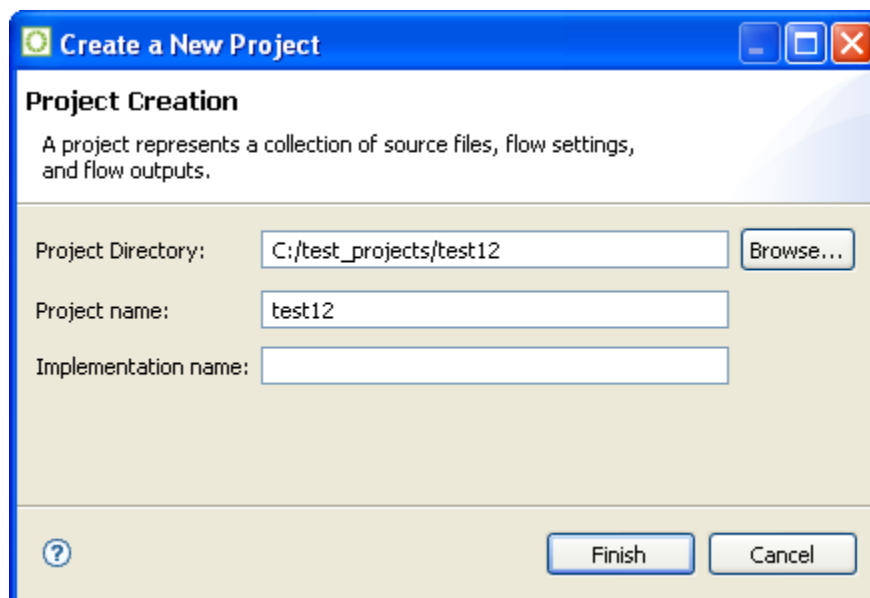 Create a New Project
Project Creation
A project represents a collection of source files, flow settings,
and flow outputs.
Project Directory: C:/test_projects/test12 Browse...
Project name: test12
Implementation name:
? Finish Cancel